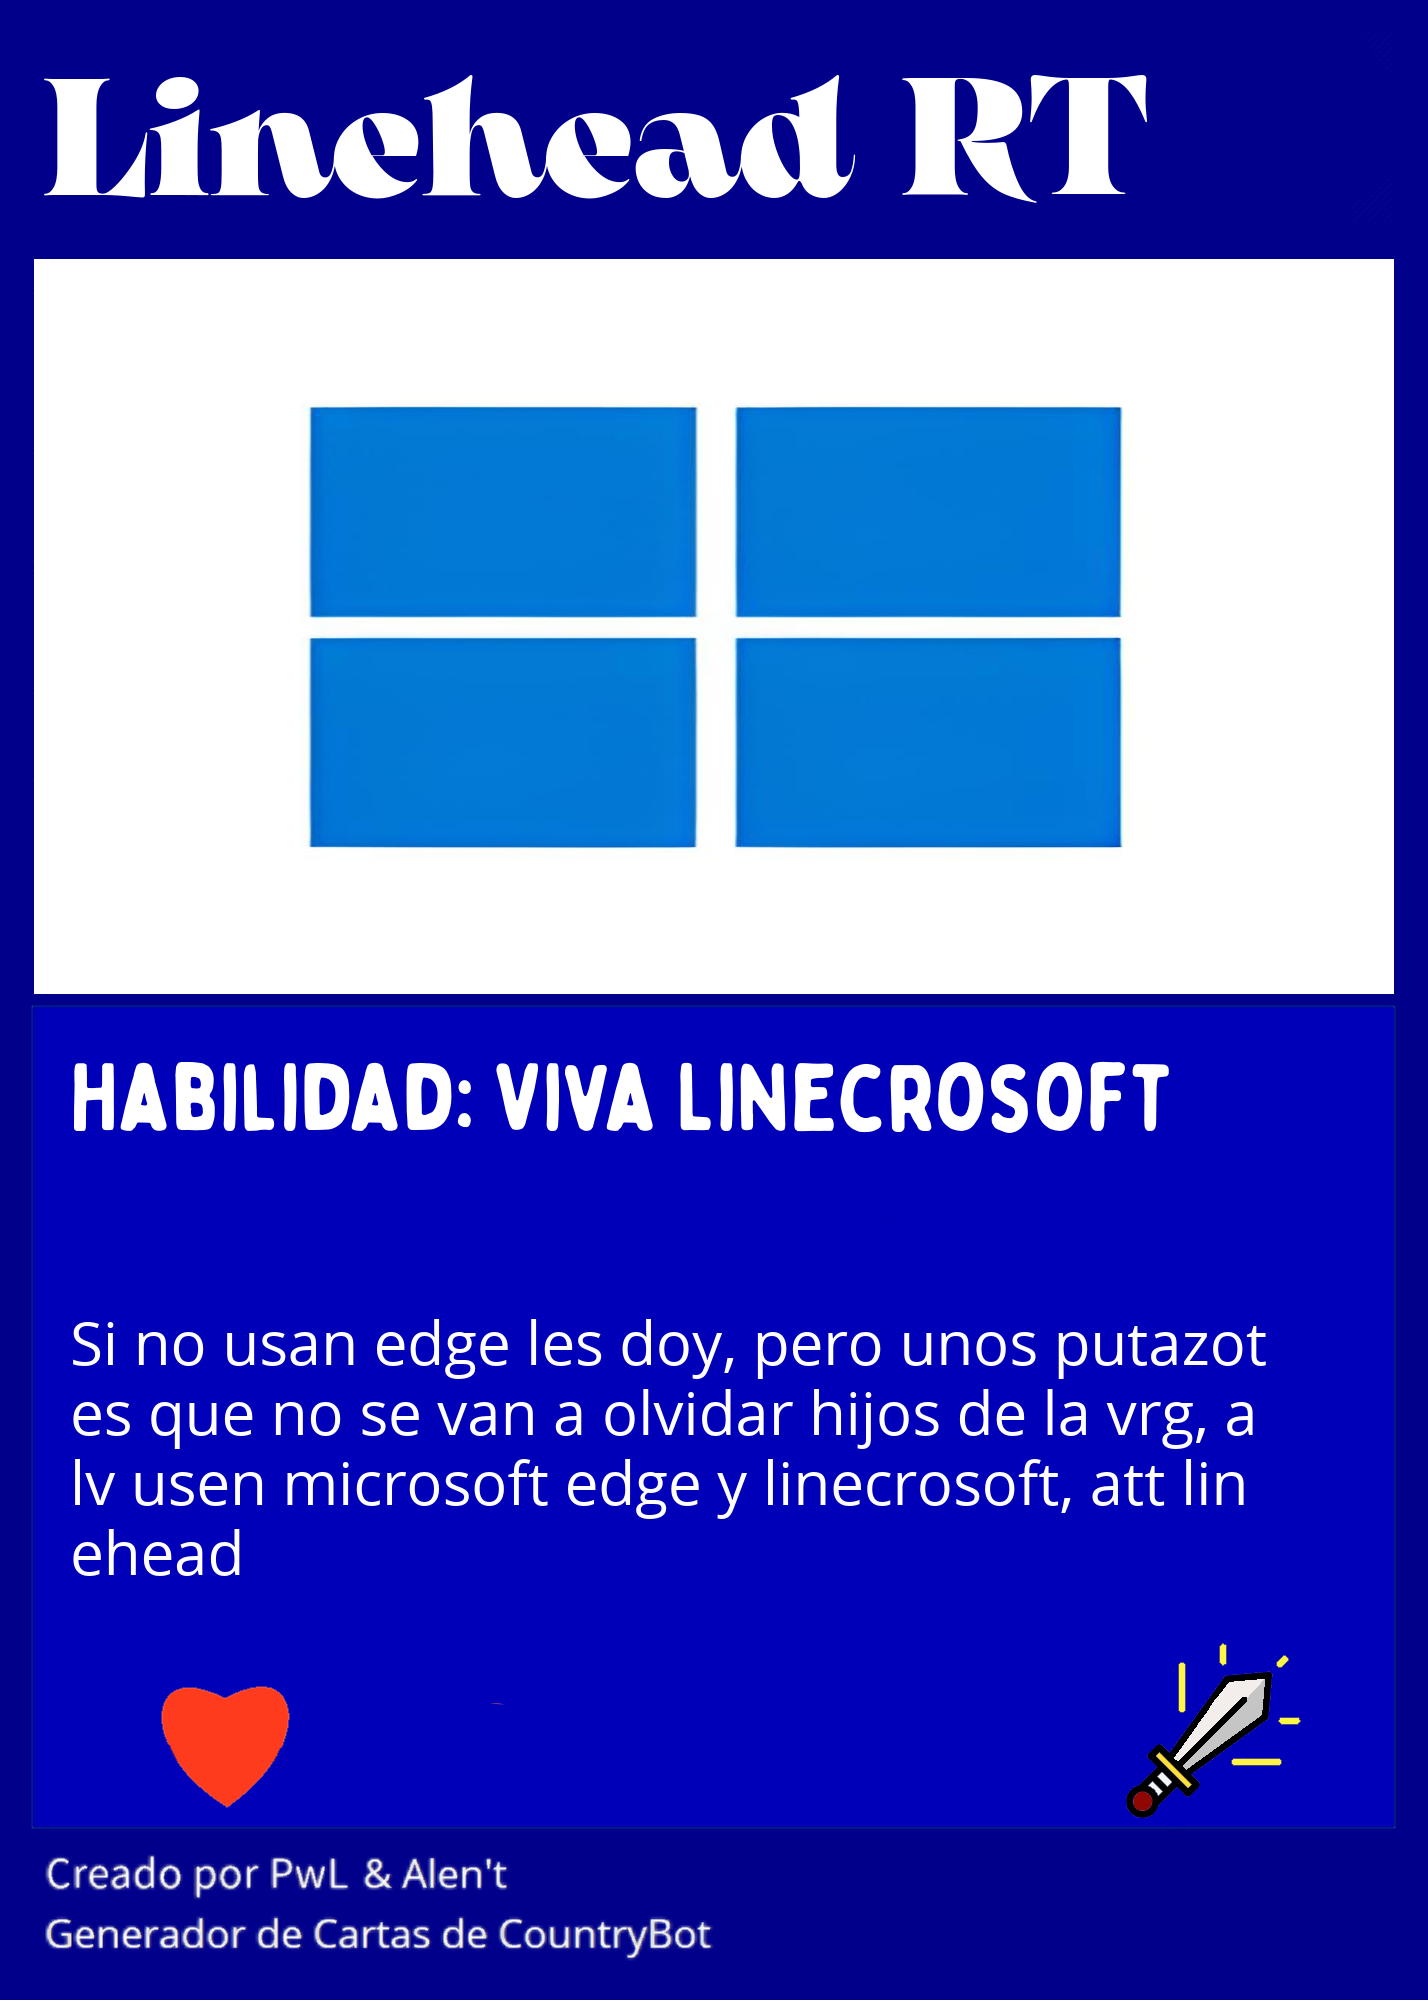 Linehead RT
HABILIDAD: VIVA LINECROSOFT
Si no usan edge les doy, pero unos putazot
es que no se van a olvidar hijos de la vrg, a
lv usen microsoft edge y linecrosoft, att lin
ehead
Creado por PwL & Alen't
Generador de Cartas de CountryBot